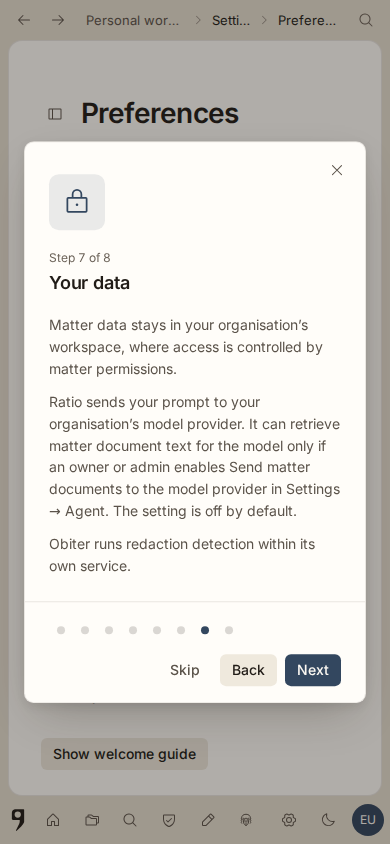 Personal wor... Setti... Prefere...
Preferences
Step 7 of 8
Your data
Matter data stays in your organisation’s
workspace, where access is controlled by
matter permissions.
Ratio sends your prompt to your
organisation’s model provider. It can retrieve
matter document text for the model only if
an owner or admin enables Send matter
documents to the model provider in Settings
→ Agent. The setting is off by default.
Obiter runs redaction detection within its
own service.
Skip Back Next
Show welcome guide
EU